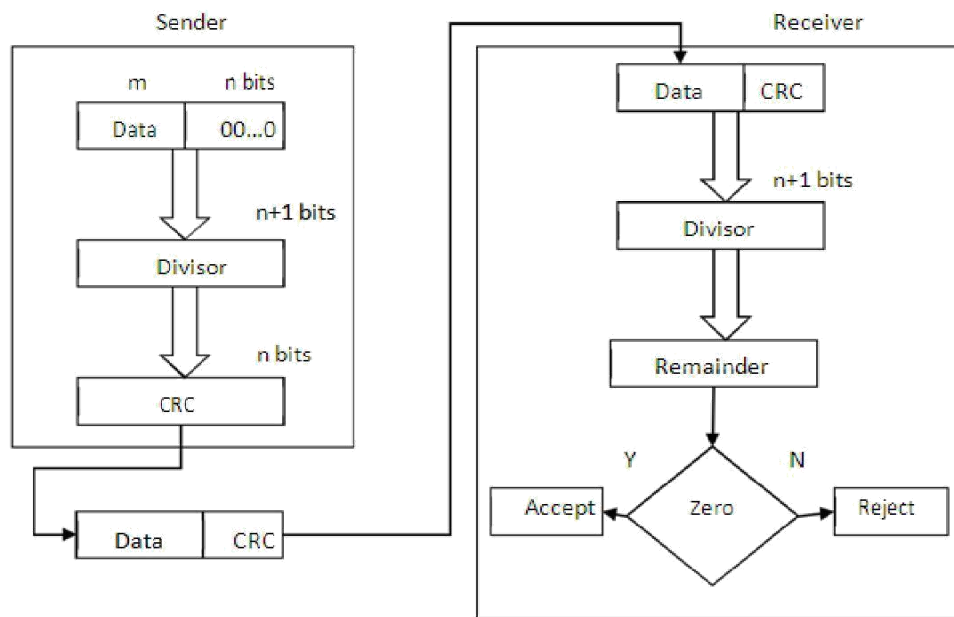 Sender
m n bits
Data 00...0
n+1 bits
Divisor
n bits
CRC
Data CRC
Receiver
Data CRC
n+1 bits
Divisor
Remainder
Y N
Accept Zero Reject